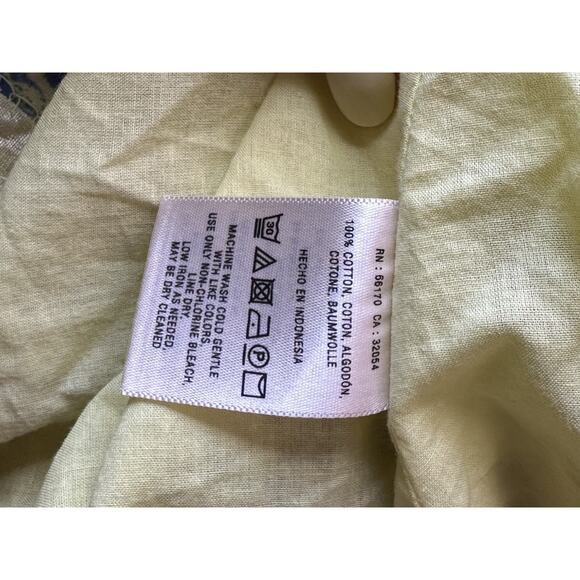 RN : 66170 CA : 32054
100% COTTON, COTON, ALGODÓN,
COTONE, BAUMWOLLE
HECHO EN INDONESIA
30
P
MACHINE WASH COLD GENTLE
WITH LIKE COLORS.
USE ONLY NON-CHLORINE BLEACH,
LINE DRY,
LOW IRON AS NEEDED,
MAY BE DRY CLEANED